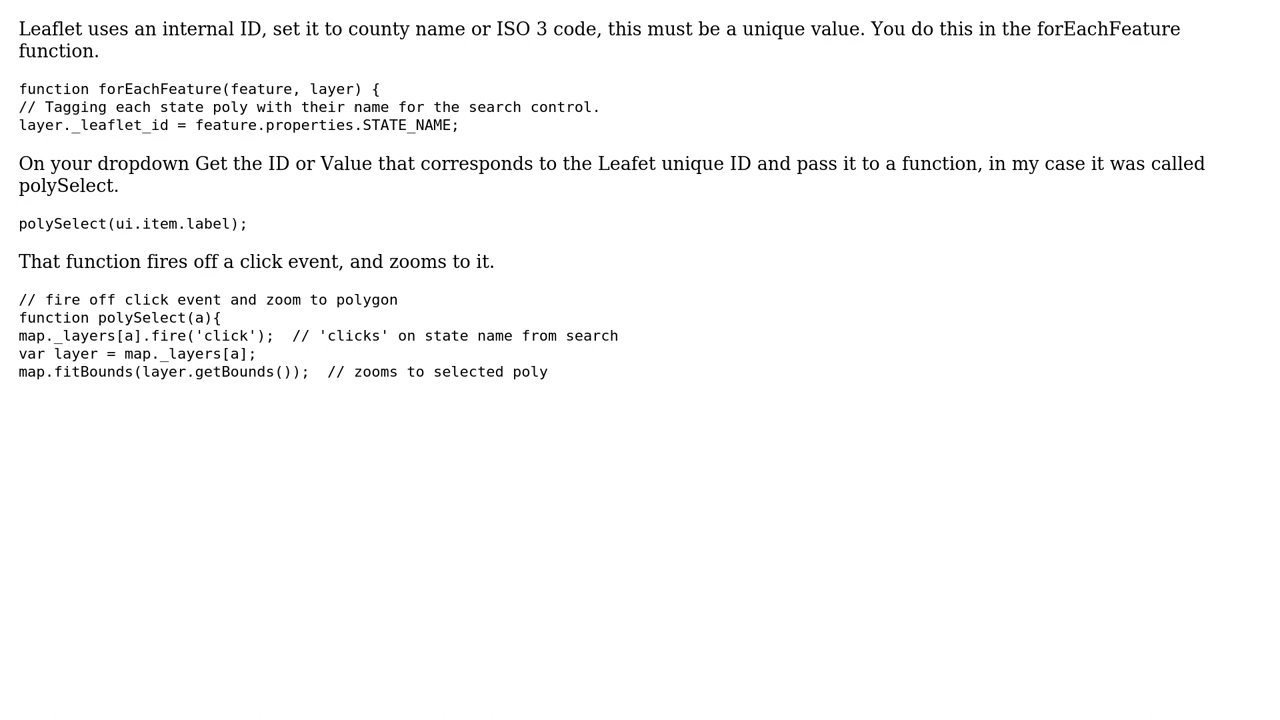 Leaflet uses an internal ID, set it to county name or ISO 3 code, this must be a unique value. You do this in the forEachFeature
function.
function forEachFeature(feature, layer) {
// Tagging each state poly with their name for the search control.
layer._leaflet_id = feature.properties.STATE_NAME;
On your dropdown Get the ID or Value that corresponds to the Leafet unique ID and pass it to a function, in my case it was called
polySelect.
polySelect(ui.item.label);
That function fires off a click event, and zooms to it.
// fire off click event and zoom to polygon
function polySelect(a){
map._layers[a].fire('click');  // 'clicks' on state name from search
var layer = map._layers[a];
map.fitBounds(layer.getBounds());  // zooms to selected poly